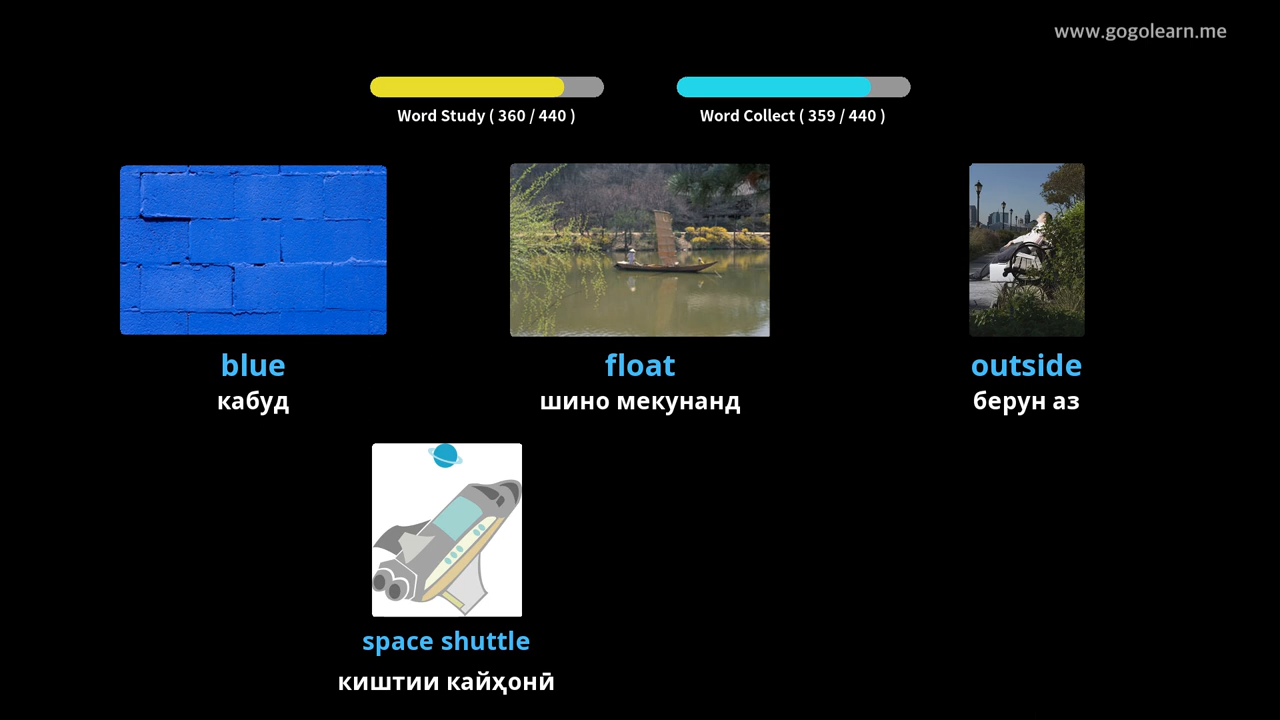 www.gogolearn.me
Word Study ( 360 / 440 )
Word Collect ( 359 / 440 )
blue
кабуд
float
шино мекунанд
outside
берун аз
space shuttle
киштии кайҳонӣ